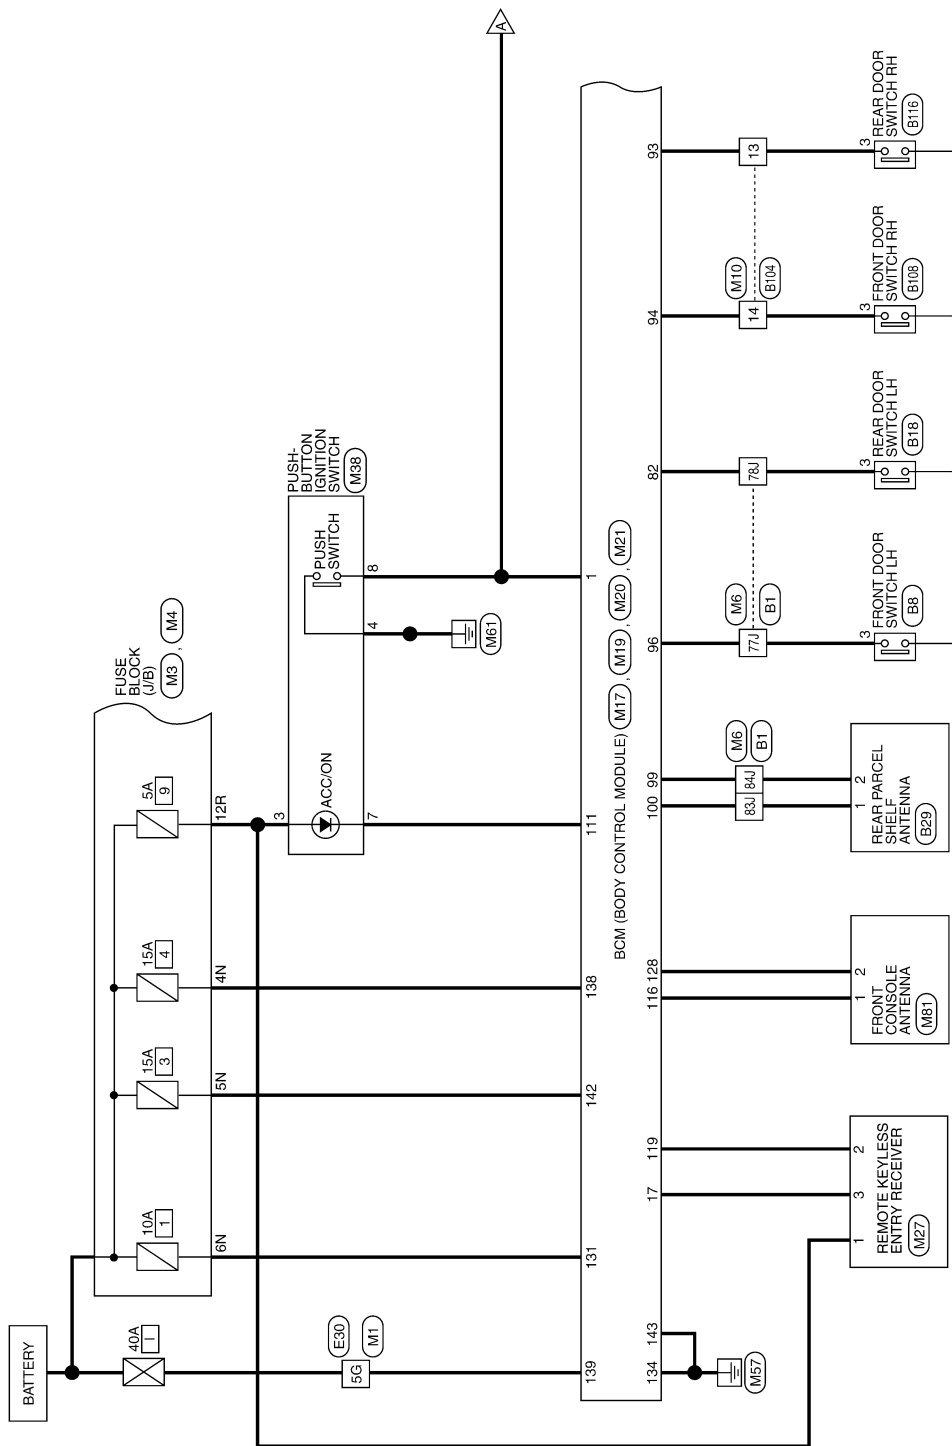 A
BATTERY
40A
I
E30
5G
M1
FUSE
BLOCK
(J/B)
M3 , M4
10A
1
15A
3
15A
4
5A
9
6N
5N
4N
12R
PUSH-
BUTTON
IGNITION
SWITCH
M38
PUSH
SWITCH
ACC/ON
3
7
4
8
M61
139
131
142
138
111
1
BCM (BODY CONTROL MODULE) M17 , M19 , M20 , M21
134
143
17
119
116
128
100
99
96
82
94
93
M57
M6
B1
83J
84J
M6
B1
77J
78J
M10
B104
14
13
1
3
2
REMOTE KEYLESS
ENTRY RECEIVER
M27
1
2
FRONT
CONSOLE
ANTENNA
M81
1
2
REAR PARCEL
SHELF
ANTENNA
B29
3
FRONT DOOR
SWITCH LH
B8
3
REAR DOOR
SWITCH LH
B18
3
FRONT DOOR
SWITCH RH
B108
3
REAR DOOR
SWITCH RH
B116